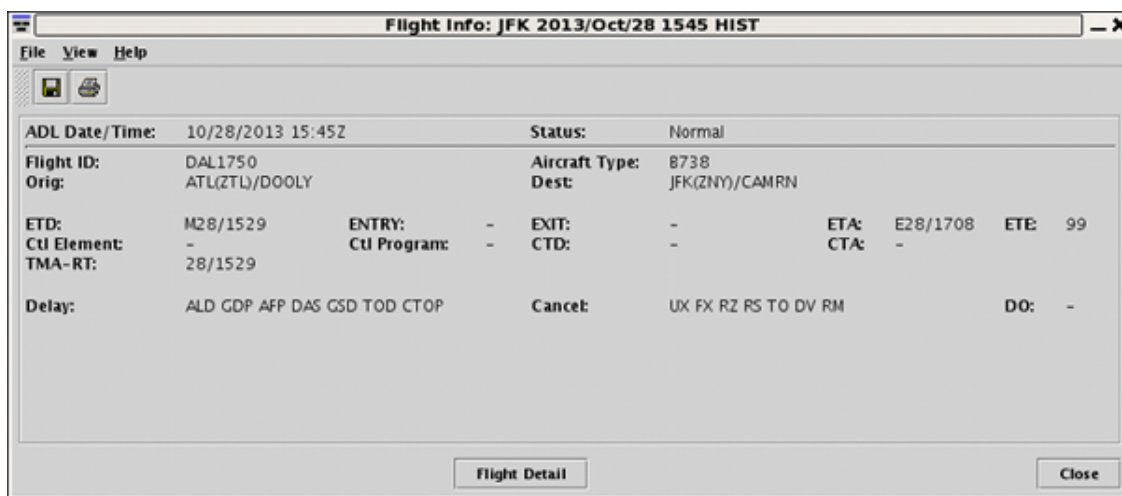 Flight Info: JFK 2013/Oct/28 1545 HIST
File View Help
ADL Date/Time: 10/28/2013 15:45Z Status: Normal
Flight ID: DAL1750 Aircraft Type: B738
Orig: ATL(ZTL)/DOOLY Dest: JFK(ZNY)/CAMRN
ETD: M28/1529 ENTRY: - EXIT: - ETA: E28/1708 ETE: 99
Ctl Element: - Ctl Program: - CTD: - CTA: -
TMA-RT: 28/1529
Delay: ALD GDP AFP DAS GSD TOD CTOP Cancel: UX FX RZ RS TO DV RM DO: -
Flight Detail Close